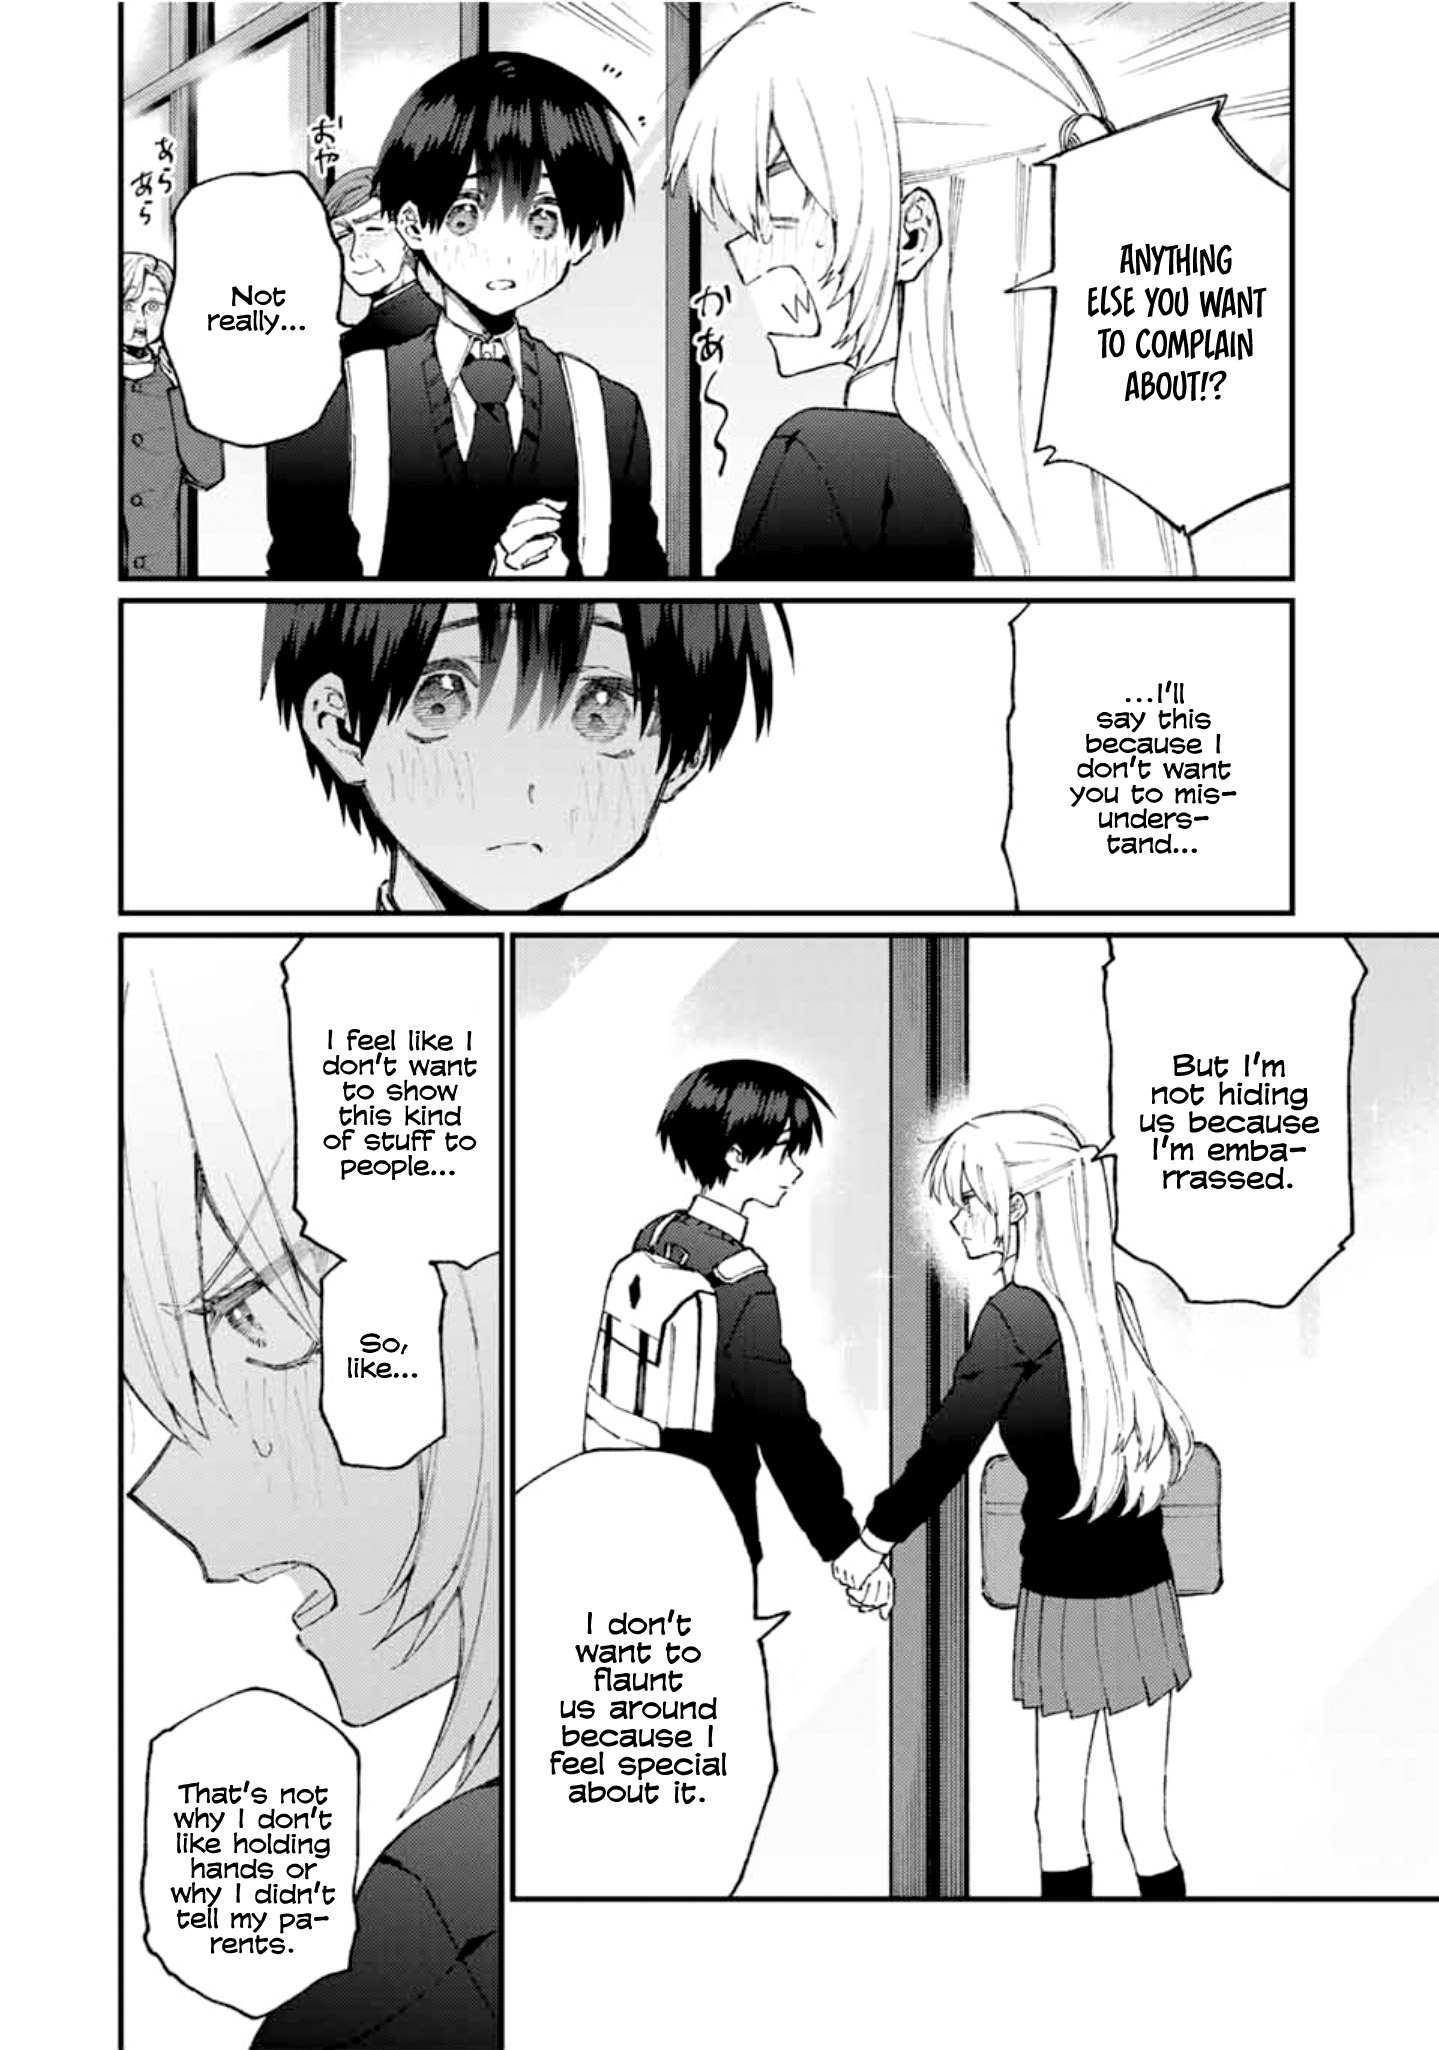 ANYTHING
ELSE YOU WANT
TO COMPLAIN
ABOUT!?
かあ〜〜
おや
Not
really...
あら
あら
...I'll
say this
because I
don't want
you to mis-
unders-
tand...
But I'm
not hiding
us because
I'm emba-
rrassed.
I don't
want to
flaunt
us around
because I
feel special
about it.
I feel like I
don't want
to show
this kind
of stuff to
people...
So,
like...
That's not
why I don't
like holding
hands or
why I didn't
tell my pa-
rents.